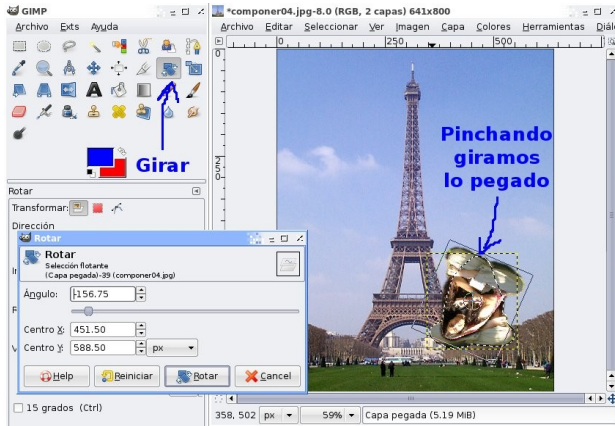 GIMP
Archivo Exts Ayuda
Girar
Rotar
Transformar:
Dirección
Rotar
Rotar
Selección flotante
(Capa pegada)-39 (componer04.jpg)
Ángulo: -156.75
Centro X: 451.50
Centro Y: 588.50 px
Help Reiniciar Rotar Cancel
15 grados (Ctrl)
*componer04.jpg-8.0 (RGB, 2 capas) 641x800
Archivo Editar Seleccionar Ver Imagen Capa Colores Herramientas Diálo
0 250 500
0
Pinchando
giramos
lo pegado
358, 502 px 59% Capa pegada (5.19 MiB)